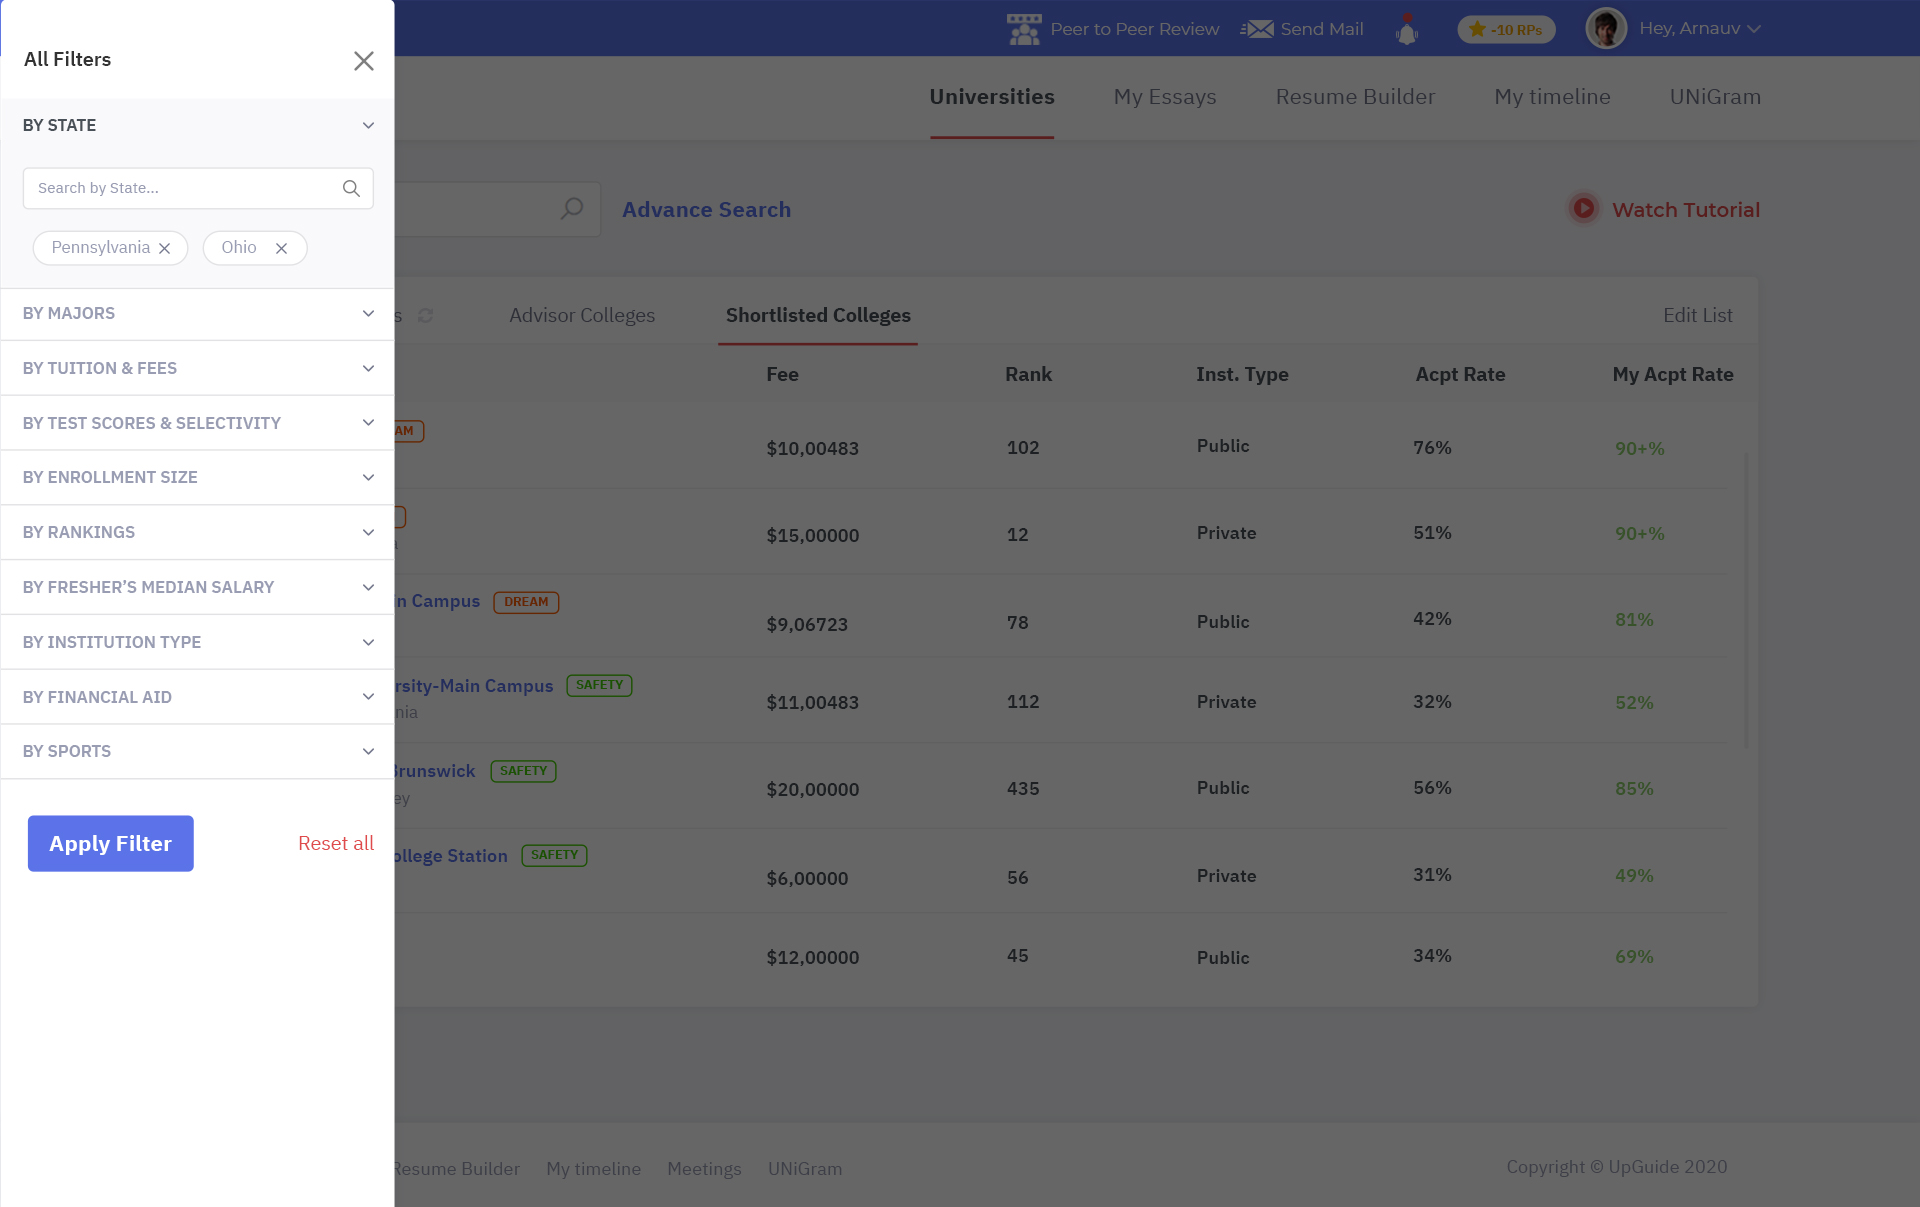 All Filters
BY STATE
Search by State...
Pennsylvania
Ohio
BY MAJORS
BY TUITION & FEES
BY TEST SCORES & SELECTIVITY
BY ENROLLMENT SIZE
BY RANKINGS
BY FRESHER’S MEDIAN SALARY
BY INSTITUTION TYPE
BY FINANCIAL AID
BY SPORTS
Apply Filter Reset all
Peer to Peer Review Send Mail -10 RPs Hey, Arnauv
Universities My Essays Resume Builder My timeline UNiGram
Advance Search Watch Tutorial
Advisor Colleges Shortlisted Colleges Edit List
Fee Rank Inst. Type Acpt Rate My Acpt Rate
$10,00483 102 Public 76% 90+%
$15,00000 12 Private 51% 90+%
Campus DREAM
$9,06723 78 Public 42% 81%
rsity-Main Campus SAFETY
$11,00483 112 Private 32% 52%
nia
Brunswick SAFETY
$20,00000 435 Public 56% 85%
ey
ollege Station SAFETY
$6,00000 56 Private 31% 49%
$12,00000 45 Public 34% 69%
Resume Builder My timeline Meetings UNiGram Copyright © UpGuide 2020